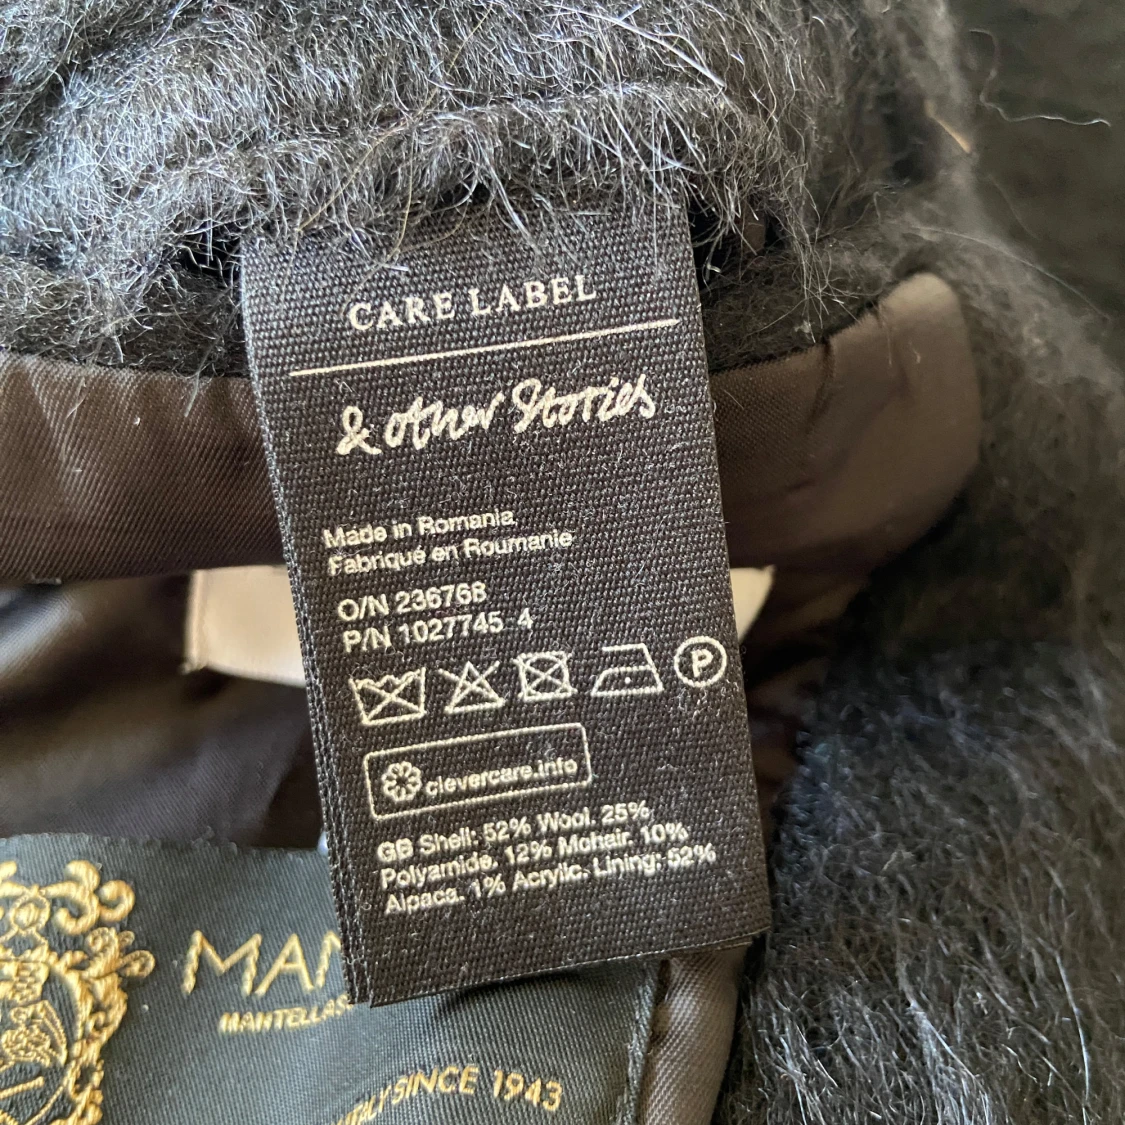 CARE LABEL
& Other Stories
Made in Romania
Fabriqué en Roumanie
O/N 236768
P/N 1027745 4
P
clevercare.info
GB Shell: 52% Wool. 25%
Polyamide. 12% Mohair. 10%
Alpaca. 1% Acrylic. Lining: 52%
MAN
MANTELLAS
ITALY SINCE 1943